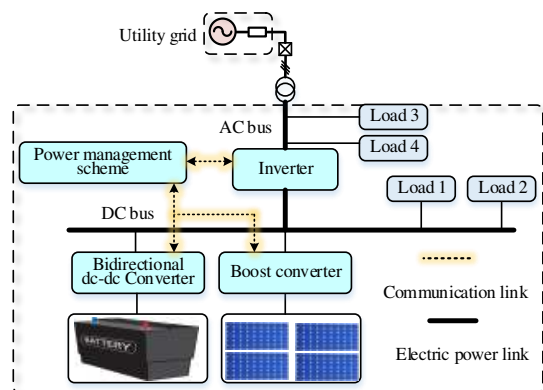 Utility grid
AC bus
Load 3
Load 4
Power management
scheme
Inverter
Load 1
Load 2
DC bus
Bidirectional
dc-dc Converter
Boost converter
Communication link
BATTERY
Electric power link